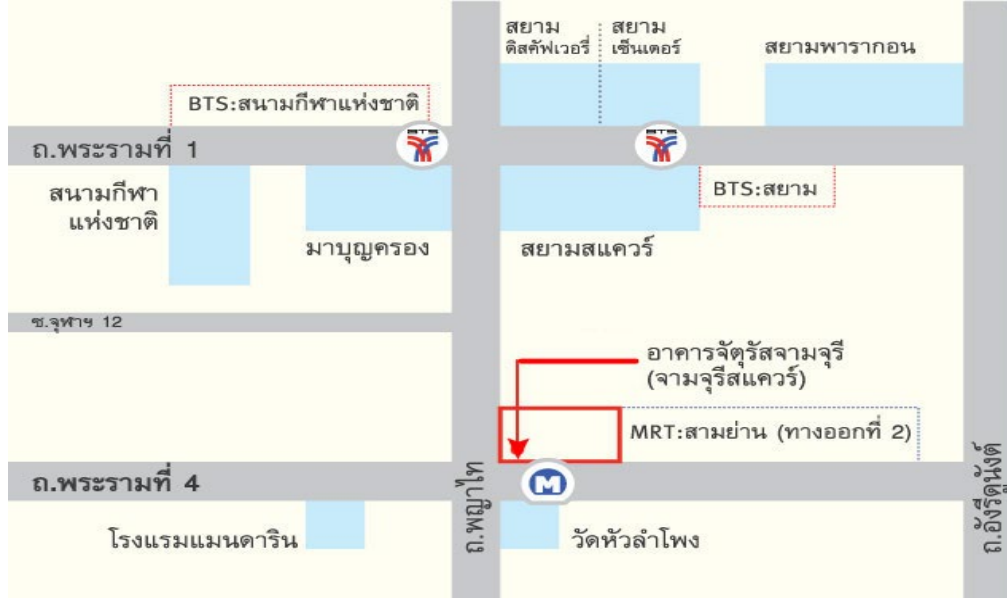 สยาม
ดิสคัฟเวอรี่
สยาม
เซ็นเตอร์
สยามพารากอน
BTS:สนามกีฬาแห่งชาติ
BTS
BTS
ถ.พระรามที่ 1
สนามกีฬา
แห่งชาติ
มาบุญครอง
สยามสแควร์
BTS:สยาม
ซ.จุฬาฯ 12
อาคารจัตุรัสจามจุรี
(จามจุรีสแควร์)
MRT:สามย่าน (ทางออกที่ 2)
ถ.พระรามที่ 4
M
โรงแรมแมนดาริน
ถ.พญาไท
วัดหัวลำโพง
ถ.อังรีดูนังต์